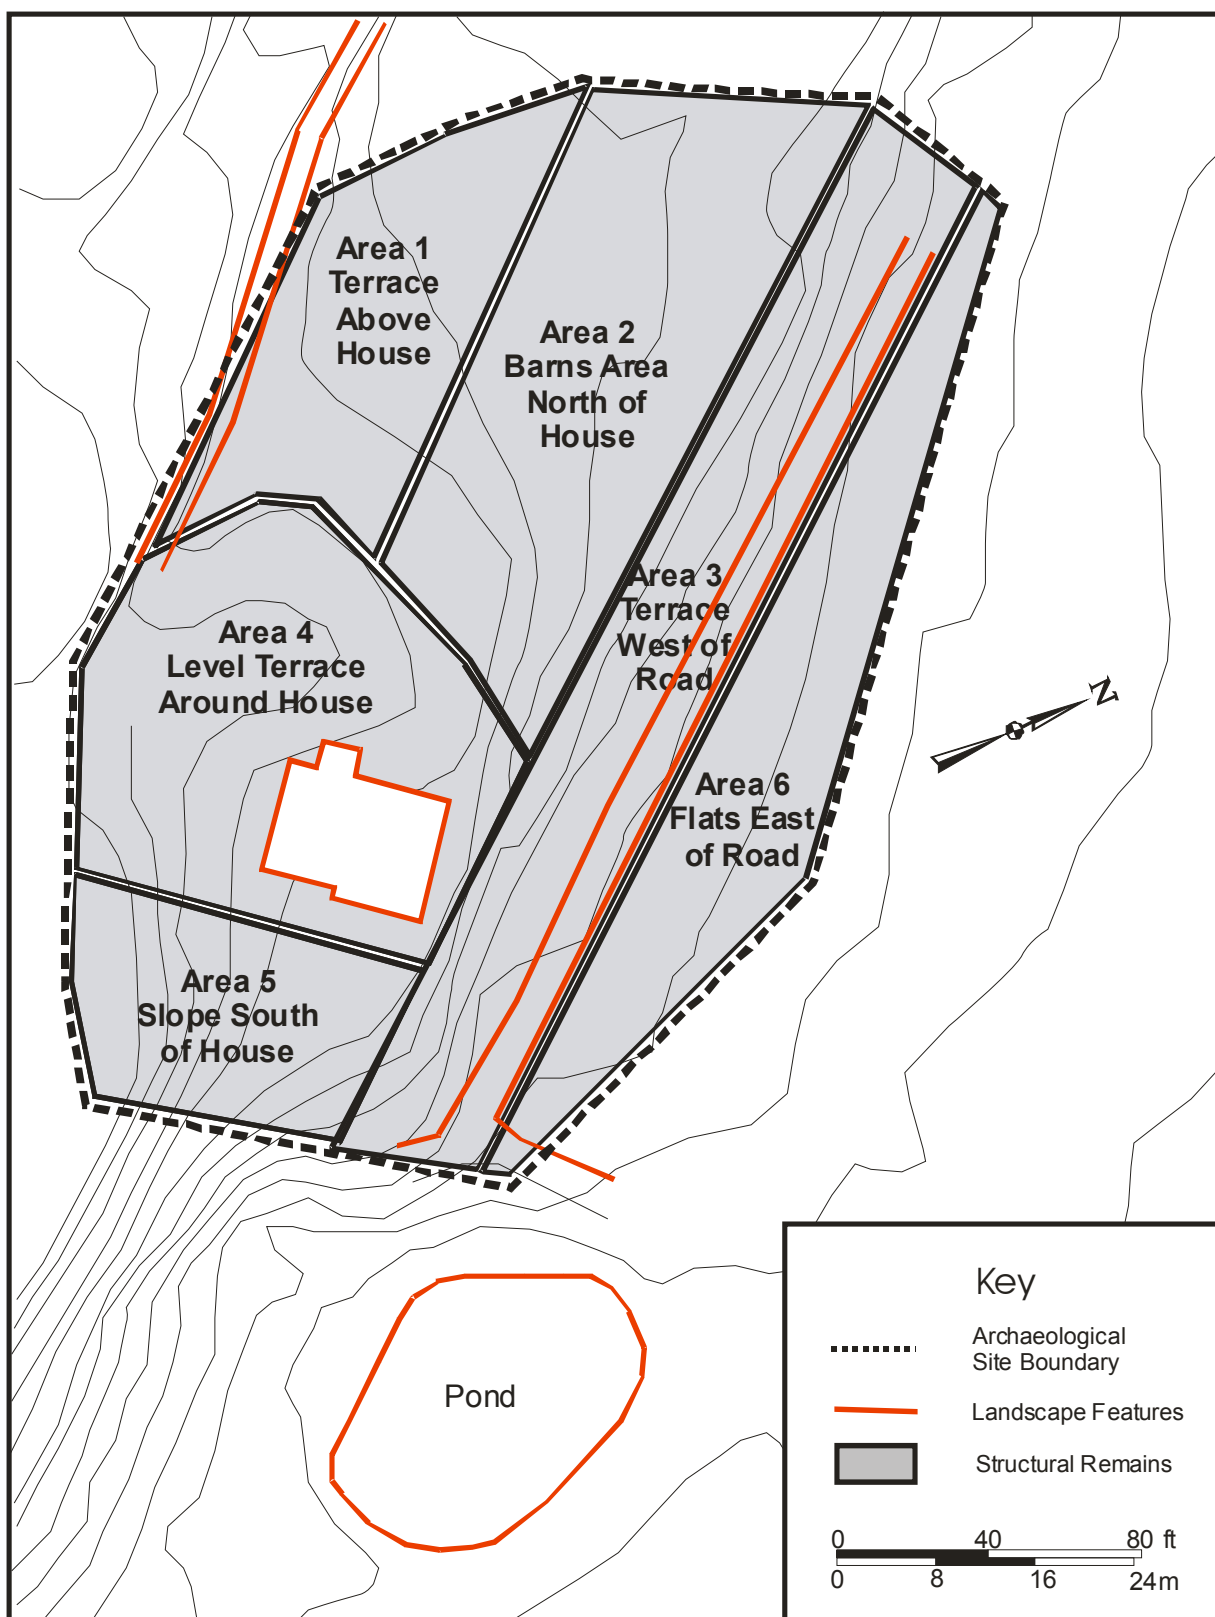 Area 1
Terrace
Above
House
Area 2
Barns Area
North of
House
Area 3
Terrace
West of
Road
Area 4
Level Terrace
Around House
N
Area 6
Flats East
of Road
Area 5
Slope South
of House
Pond
Key
Archaeological
Site Boundary
Landscape Features
Structural Remains
0 40 80 ft
0 8 16 24m